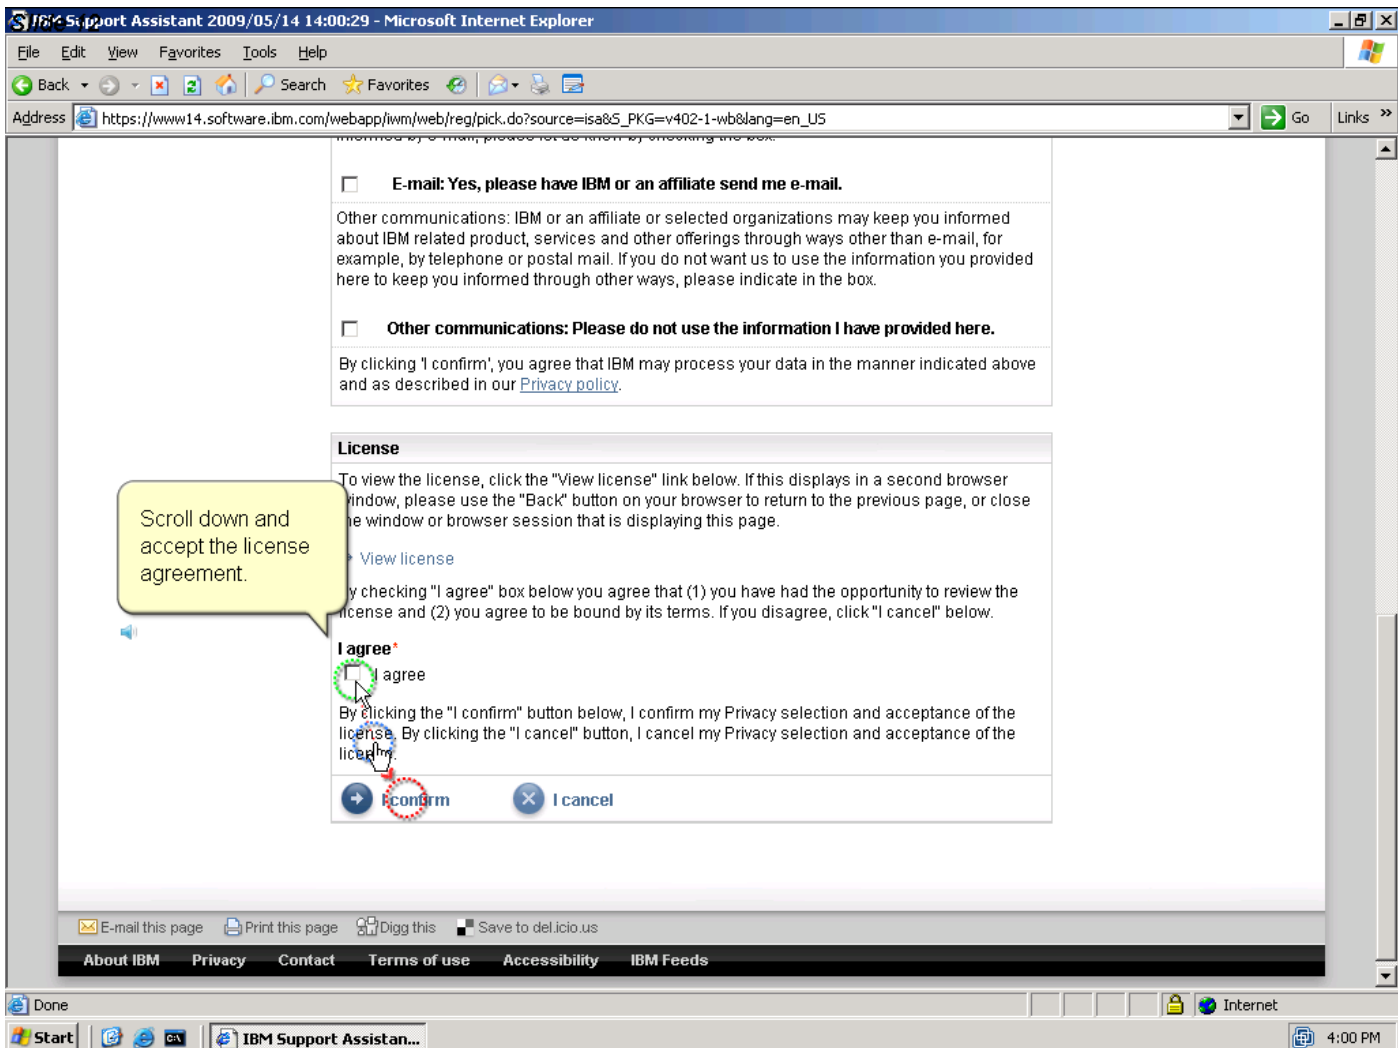 Slide 12
IBM Support Assistant 2009/05/14 14:00:29 - Microsoft Internet Explorer
File Edit View Favorites Tools Help
Back Search Favorites
Address https://www14.software.ibm.com/webapp/iwm/web/reg/pick.do?source=isa&S_PKG=v402-1-wb&lang=en_US Go Links »
informed by e-mail, please let us know by checking the box.
E-mail: Yes, please have IBM or an affiliate send me e-mail.
Other communications: IBM or an affiliate or selected organizations may keep you informed
about IBM related product, services and other offerings through ways other than e-mail, for
example, by telephone or postal mail. If you do not want us to use the information you provided
here to keep you informed through other ways, please indicate in the box.
Other communications: Please do not use the information I have provided here.
By clicking 'I confirm', you agree that IBM may process your data in the manner indicated above
and as described in our Privacy policy.
License
To view the license, click the "View license" link below. If this displays in a second browser
window, please use the "Back" button on your browser to return to the previous page, or close
the window or browser session that is displaying this page.
Scroll down and
accept the license
agreement.
View license
By checking "I agree" box below you agree that (1) you have had the opportunity to review the
license and (2) you agree to be bound by its terms. If you disagree, click "I cancel" below.
I agree*
I agree
By clicking the "I confirm" button below, I confirm my Privacy selection and acceptance of the
license. By clicking the "I cancel" button, I cancel my Privacy selection and acceptance of the
license.
I confirm I cancel
E-mail this page Print this page Digg this Save to del.icio.us
About IBM Privacy Contact Terms of use Accessibility IBM Feeds
Done Internet
Start IBM Support Assistan... 4:00 PM